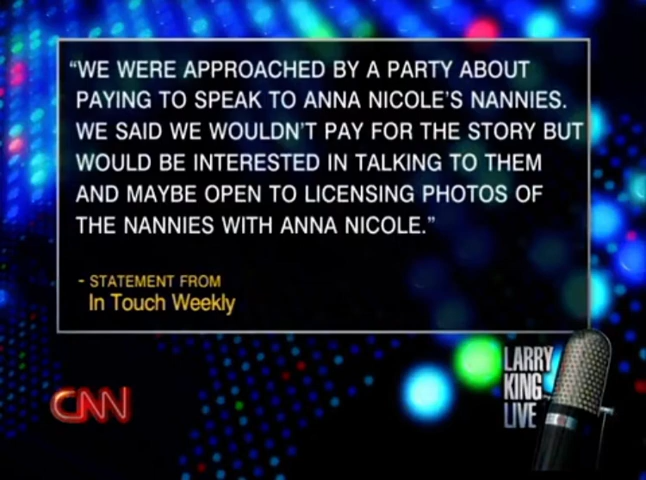 “WE WERE APPROACHED BY A PARTY ABOUT
PAYING TO SPEAK TO ANNA NICOLE’S NANNIES.
WE SAID WE WOULDN’T PAY FOR THE STORY BUT
WOULD BE INTERESTED IN TALKING TO THEM
AND MAYBE OPEN TO LICENSING PHOTOS OF
THE NANNIES WITH ANNA NICOLE.”
- STATEMENT FROM
In Touch Weekly
CNN
LARRY
KING
LIVE